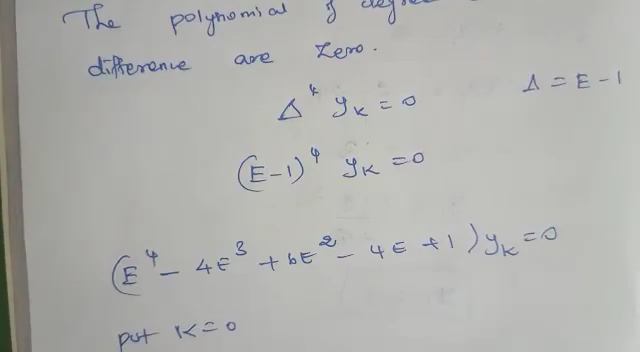 The polynomial of degree
difference are Zero.
Δ^k y_K = 0 Δ = E - 1
(E-1)^4 y_K = 0
(E^4 - 4E^3 + 6E^2 - 4E + 1) y_K = 0
put K = 0